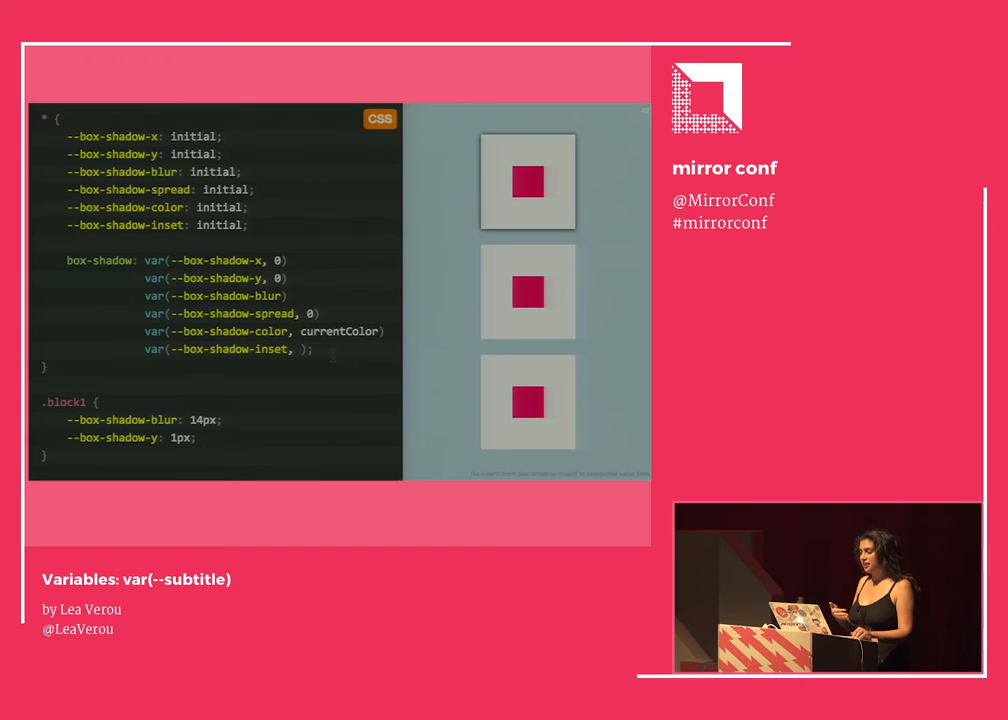 CSS
* {
--box-shadow-x: initial;
--box-shadow-y: initial;
--box-shadow-blur: initial;
--box-shadow-spread: initial;
--box-shadow-color: initial;
--box-shadow-inset: initial;
box-shadow: var(--box-shadow-x, 0)
var(--box-shadow-y, 0)
var(--box-shadow-blur)
var(--box-shadow-spread, 0)
var(--box-shadow-color, currentColor)
var(--box-shadow-inset, );
}
.block1 {
--box-shadow-blur: 14px;
--box-shadow-y: 1px;
}
mirror conf
@MirrorConf
#mirrorconf
Variables: var(--subtitle)
by Lea Verou
@LeaVerou